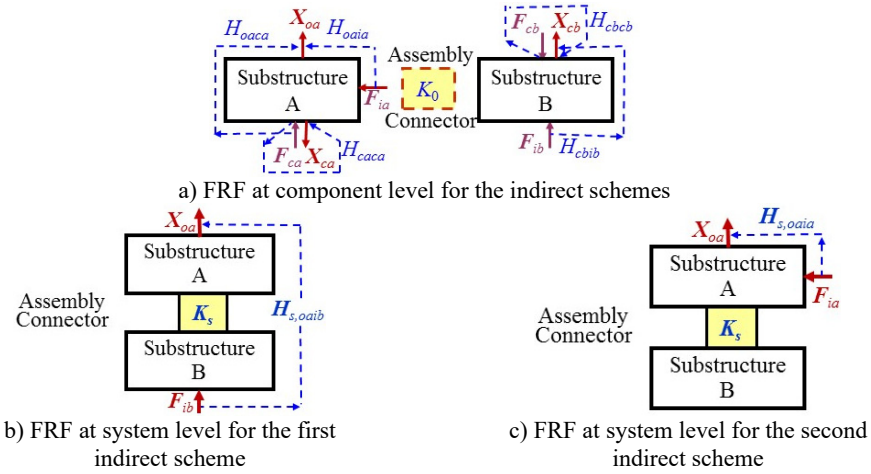 X_oa
H_oaca
H_oaia
Substructure
A
F_ia
F_ca
X_ca
H_caca
Assembly
K_0
Connector
F_cb
X_cb
H_cbcb
Substructure
B
F_ib
H_cbib
a) FRF at component level for the indirect schemes
X_oa
Substructure
A
Assembly
Connector
K_s
H_s,oaib
Substructure
B
F_ib
b) FRF at system level for the first
indirect scheme
X_oa
H_s,oaia
Substructure
A
F_ia
Assembly
Connector
K_s
Substructure
B
c) FRF at system level for the second
indirect scheme